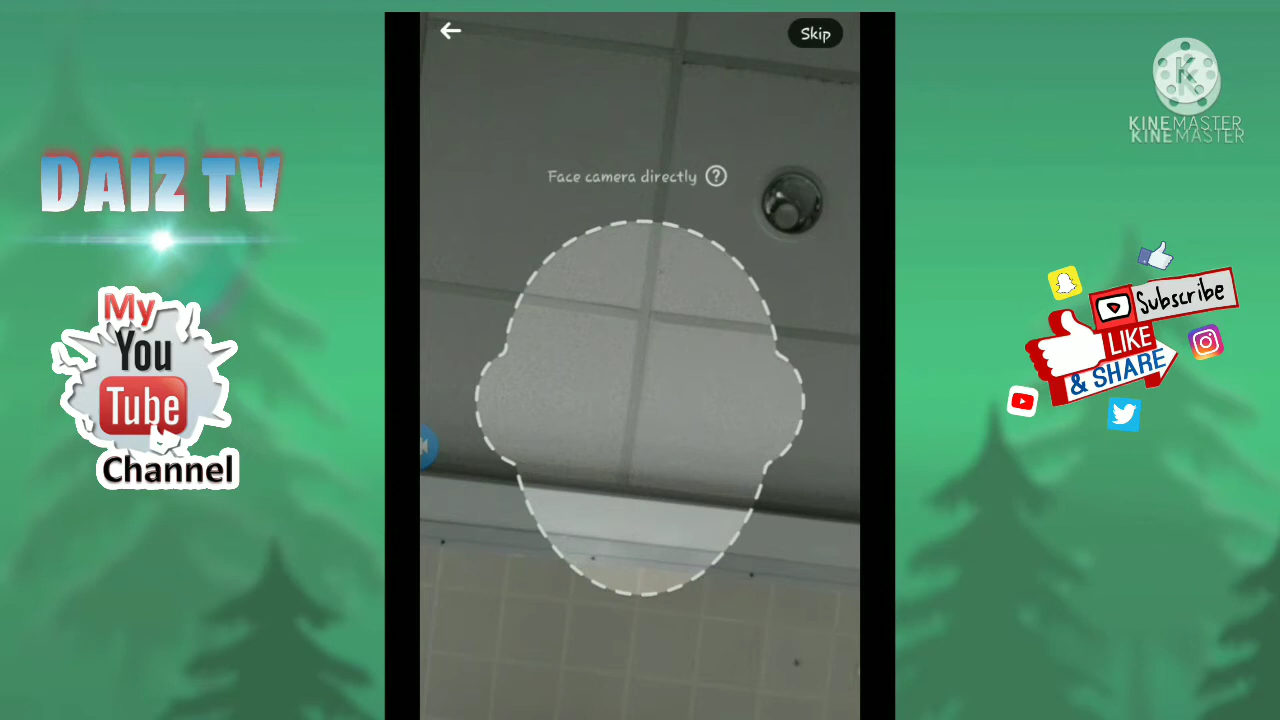 Skip
KINEMASTER
KINEMASTER
DAIZ TV
Face camera directly ?
My
You
Tube
Channel
Subscribe
LIKE
& SHARE